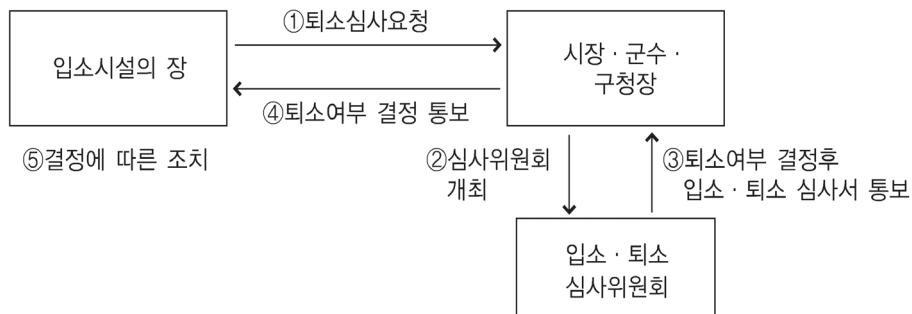 ①퇴소심사요청
입소시설의 장
시장 · 군수 ·
구청장
④퇴소여부 결정 통보
⑤결정에 따른 조치
②심사위원회
개최
③퇴소여부 결정후
입소 · 퇴소 심사서 통보
입소 · 퇴소
심사위원회